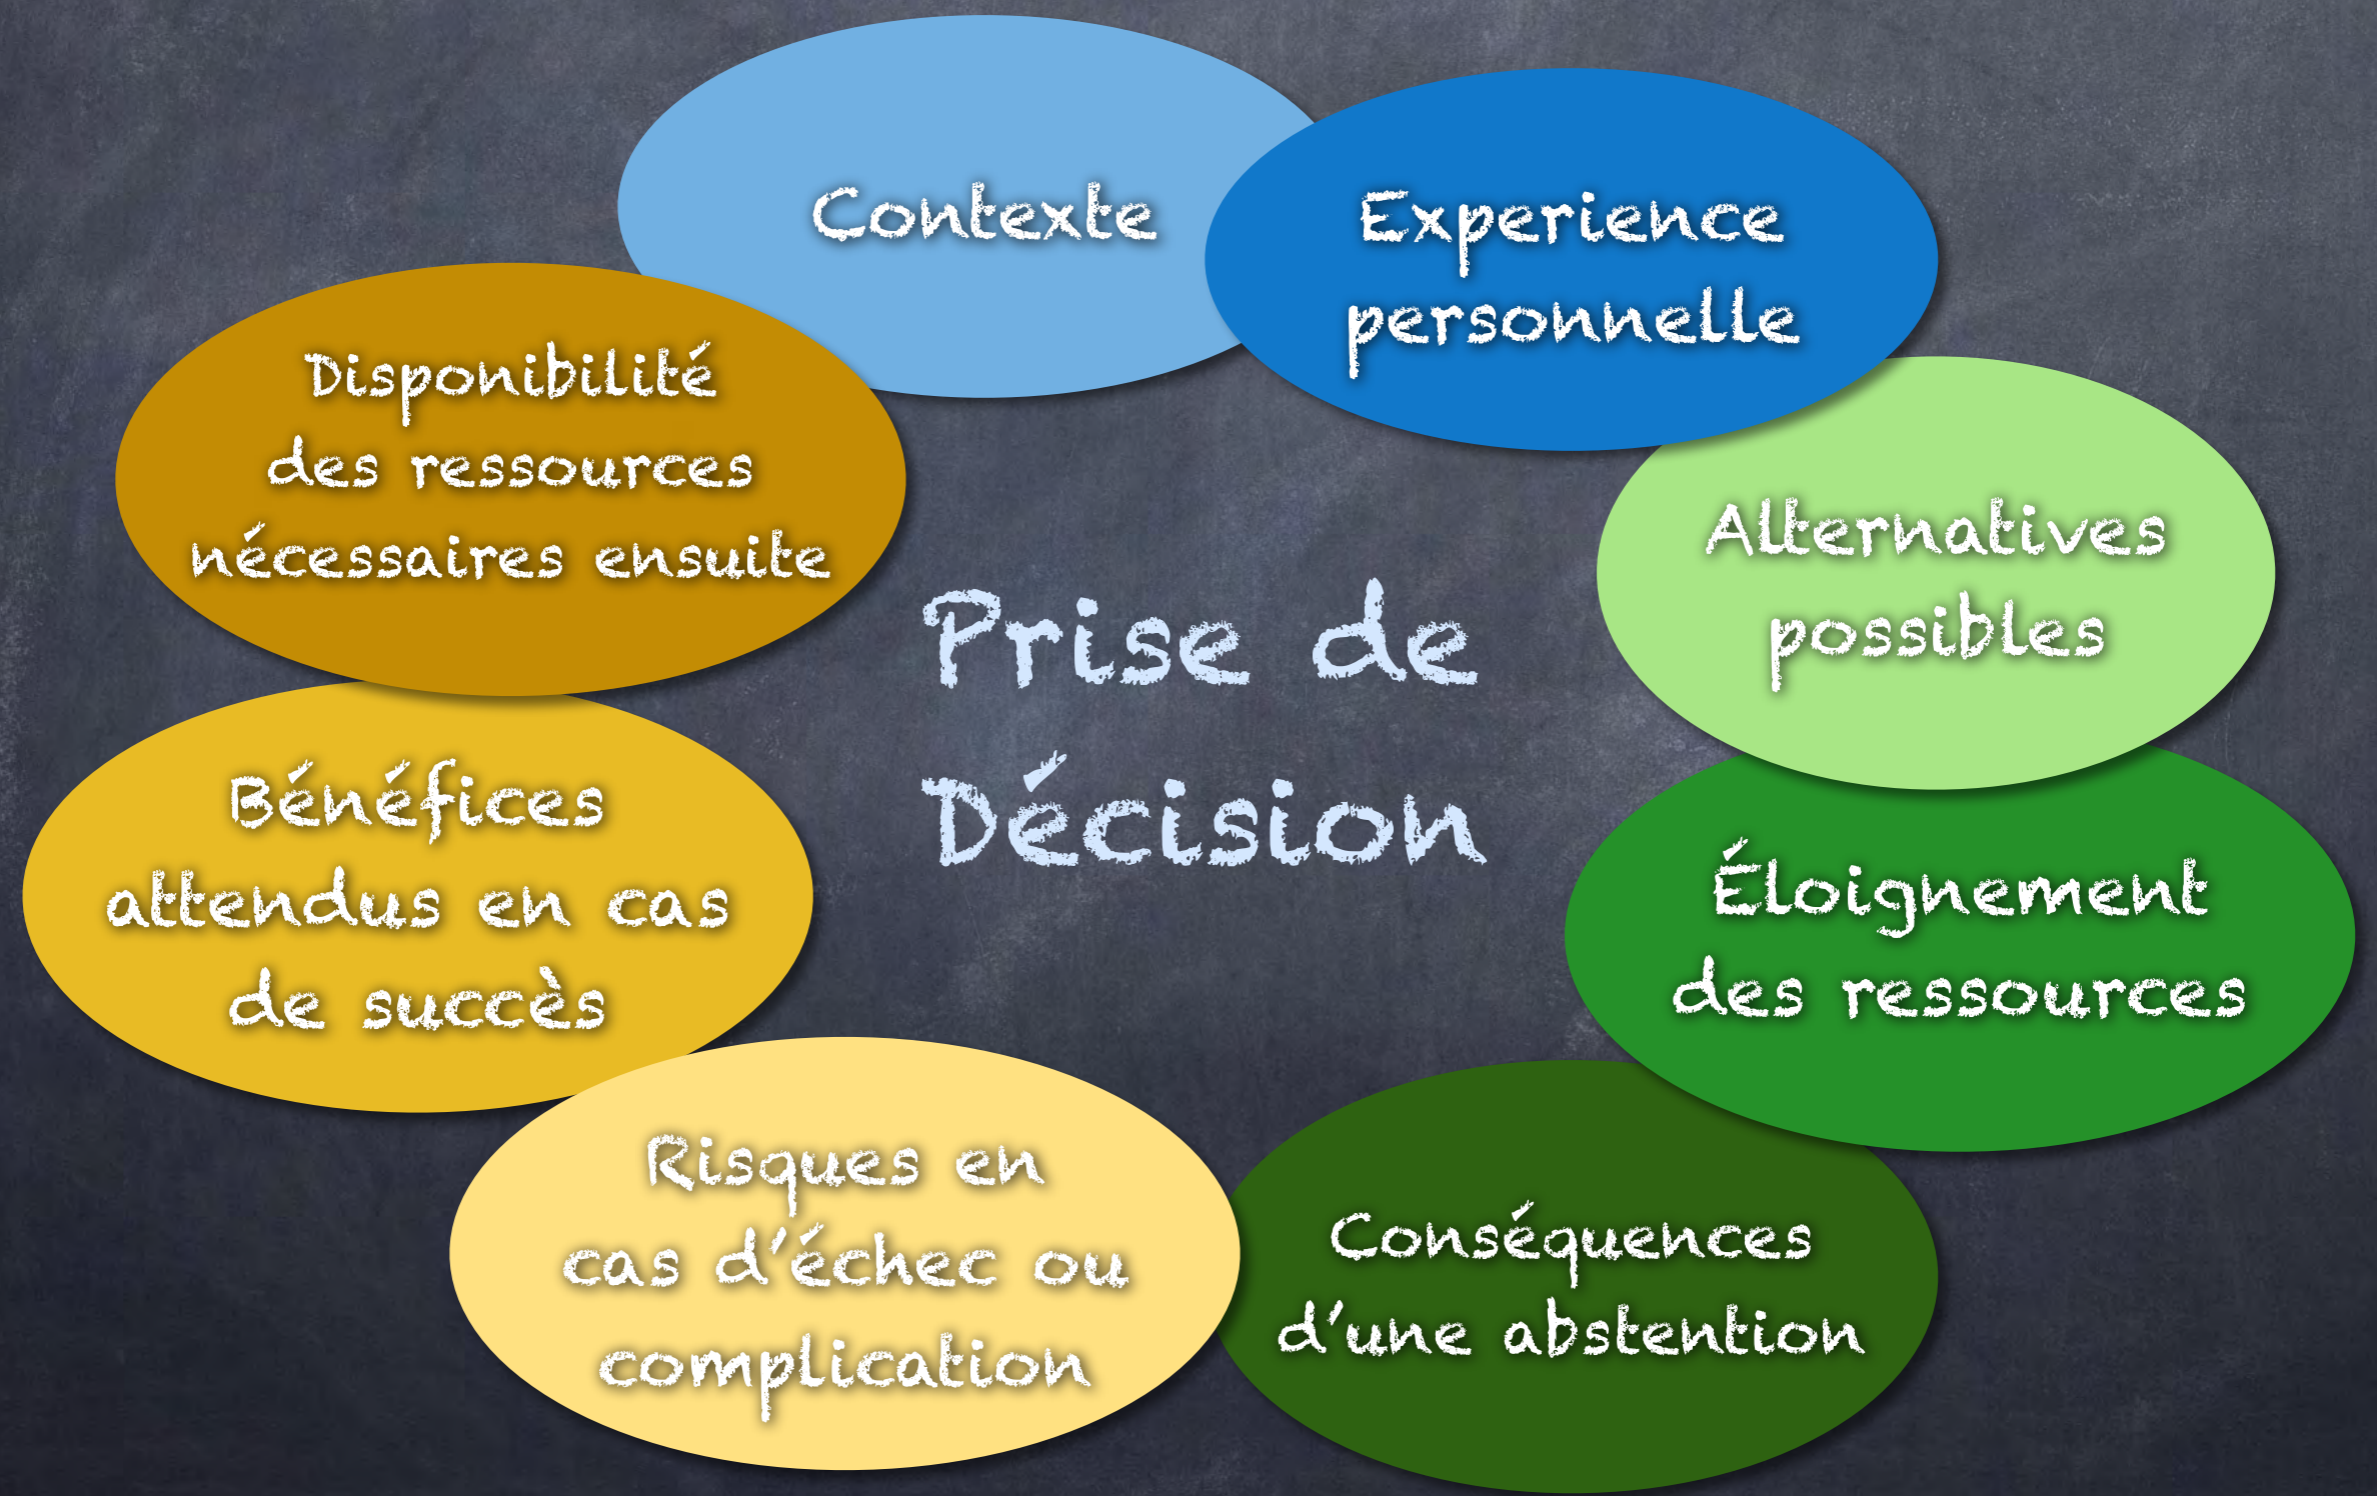 Contexte
Experience
personnelle
Disponibilité
des ressources
nécessaires ensuite
Alternatives
possibles
Prise de
Décision
Bénéfices
attendus en cas
de succès
Éloignement
des ressources
Risques en
cas d'échec ou
complication
Conséquences
d'une abstention